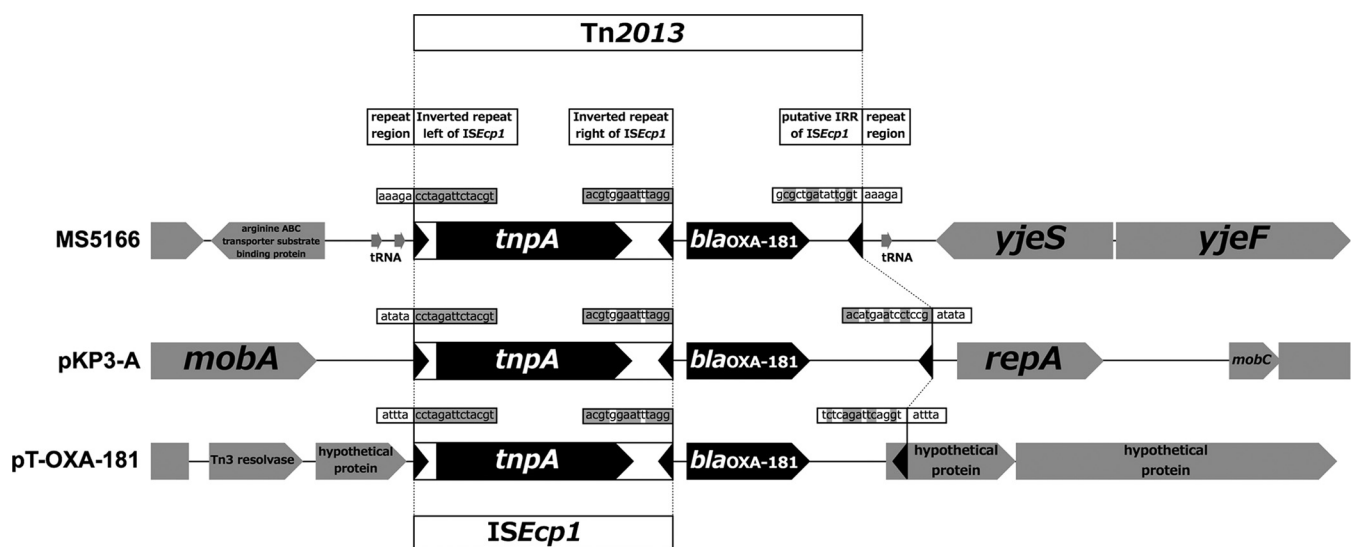 Tn2013
repeat region
Inverted repeat left of ISEcp1
Inverted repeat right of ISEcp1
putative IRR of ISEcp1
repeat region
aaaga cctagattctacgt
acgtggaatttagg
gcgctgatattggt aaaga
MS5166
arginine ABC transporter substrate binding protein
tRNA
tnpA
blaOXA-181
tRNA
yjeS
yjeF
atata cctagattctacgt
acgtggaatttagg
acatgaatcctccg atata
pKP3-A
mobA
tnpA
blaOXA-181
repA
mobC
attta cctagattctacgt
acgtggaatttagg
tctcagattcaggt attta
pT-OXA-181
Tn3 resolvase
hypothetical protein
tnpA
blaOXA-181
hypothetical protein
hypothetical protein
ISEcp1